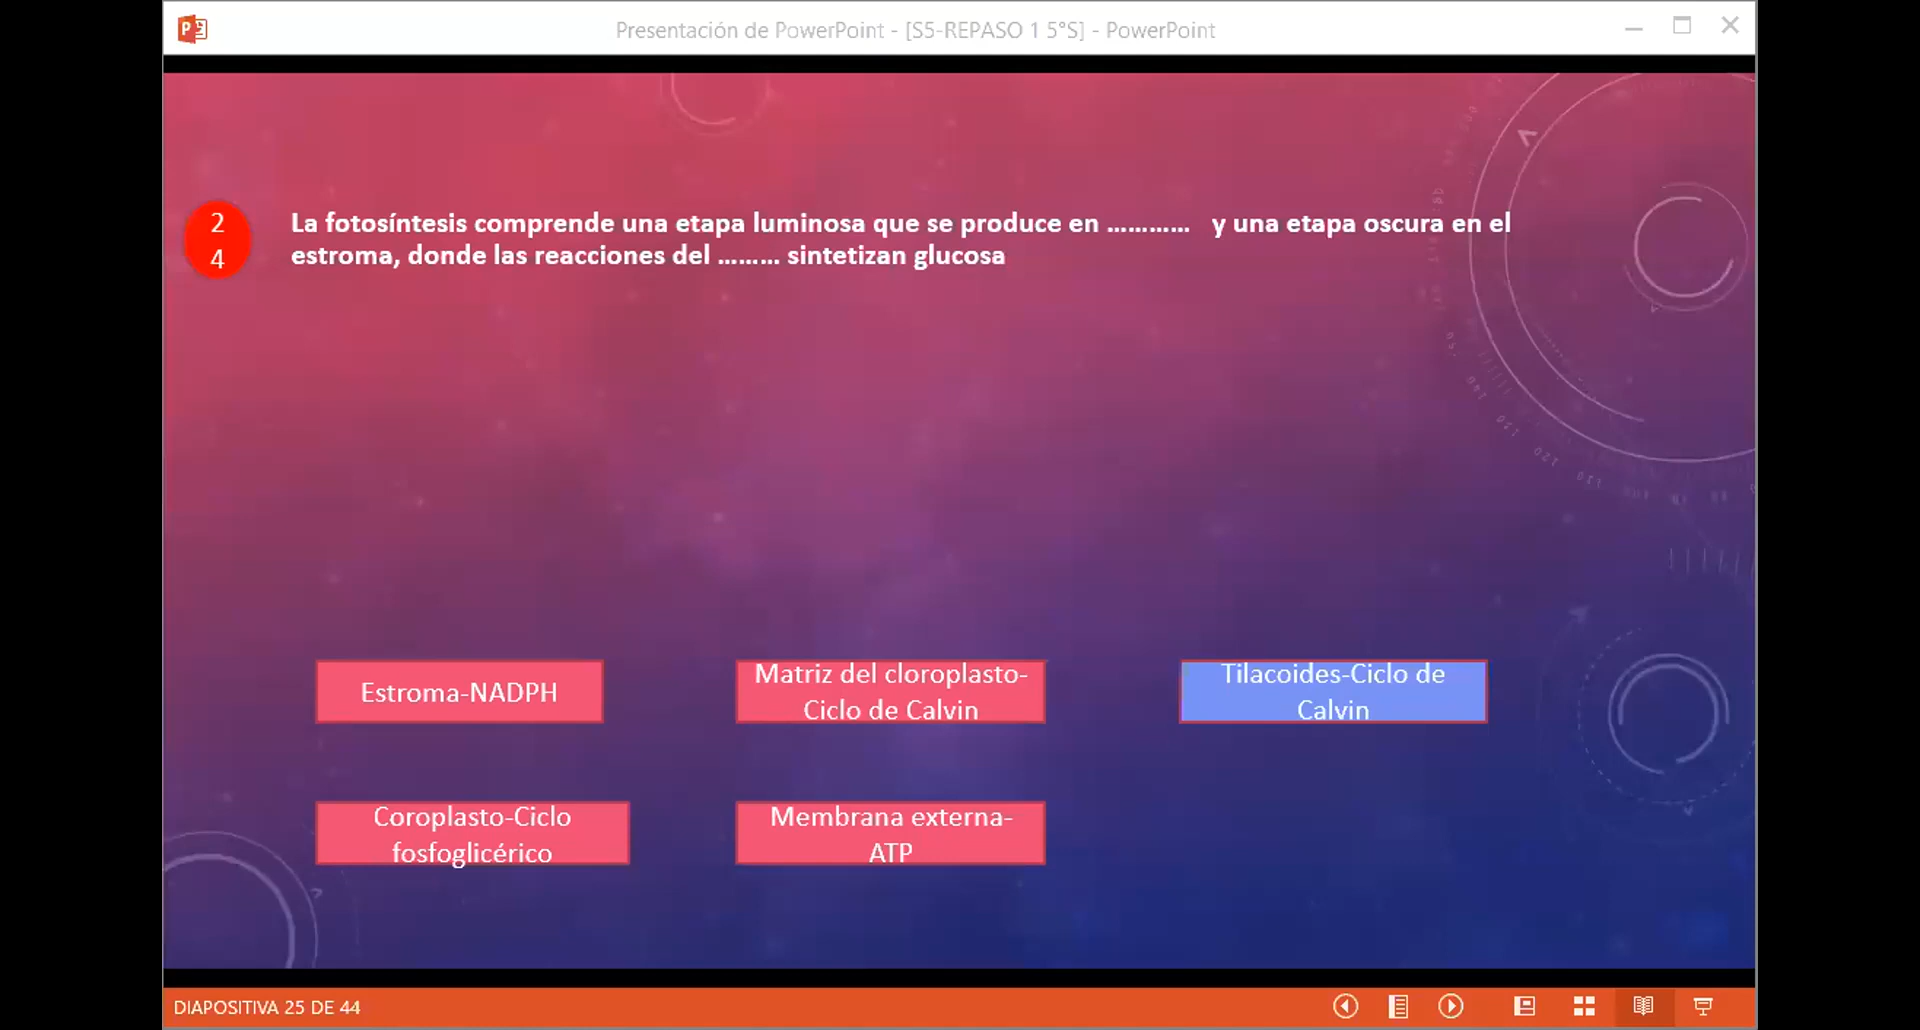 Presentación de PowerPoint - [S5-REPASO 1 5°S] - PowerPoint
2
4
La fotosíntesis comprende una etapa luminosa que se produce en ............ y una etapa oscura en el
estroma, donde las reacciones del ......... sintetizan glucosa
Estroma-NADPH
Matriz del cloroplasto-
Ciclo de Calvin
Tilacoides-Ciclo de
Calvin
Coroplasto-Ciclo
fosfoglicérico
Membrana externa-
ATP
DIAPOSITIVA 25 DE 44